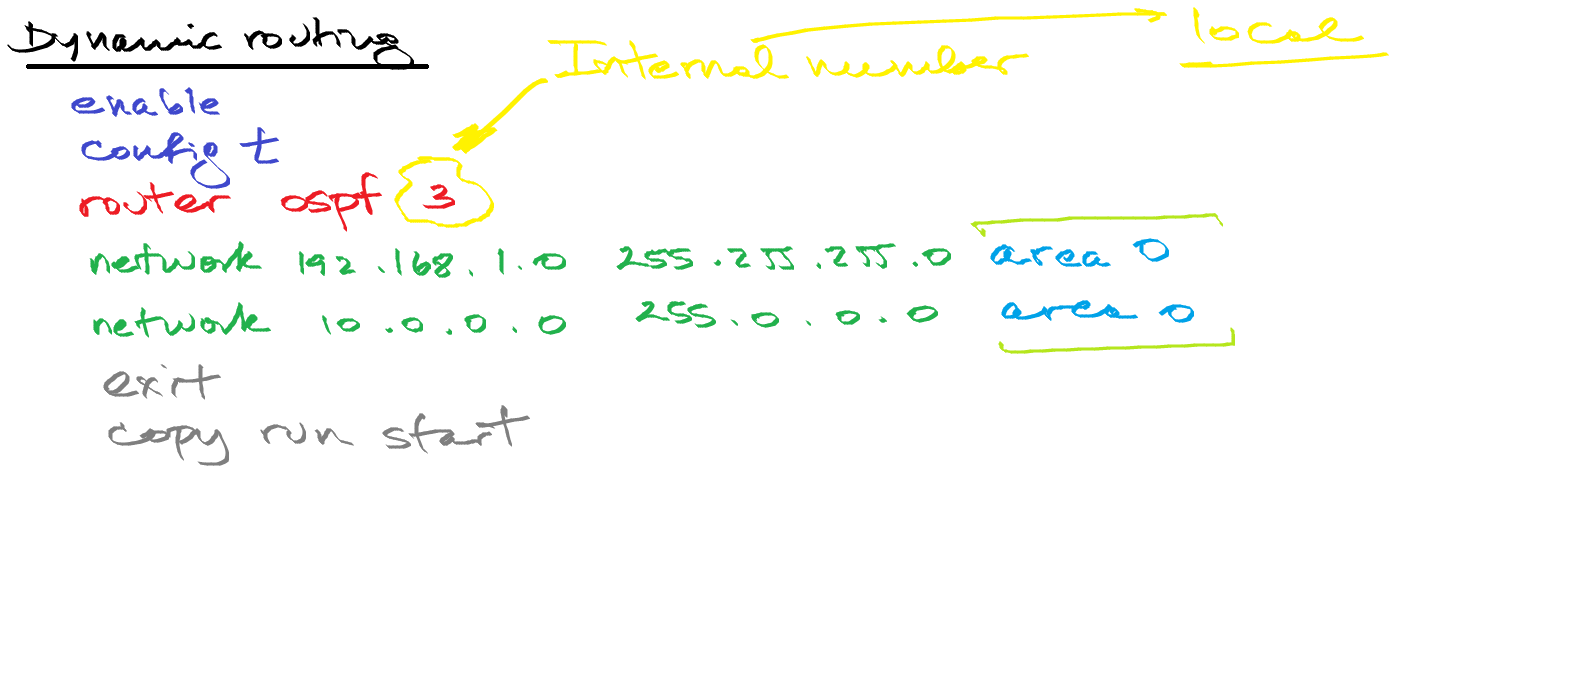 Dynamic routing
Internal number
local
enable
config t
router ospf 3
network 192.168.1.0 255.255.255.0 area 0
network 10.0.0.0 255.0.0.0 area 0
exit
copy run start